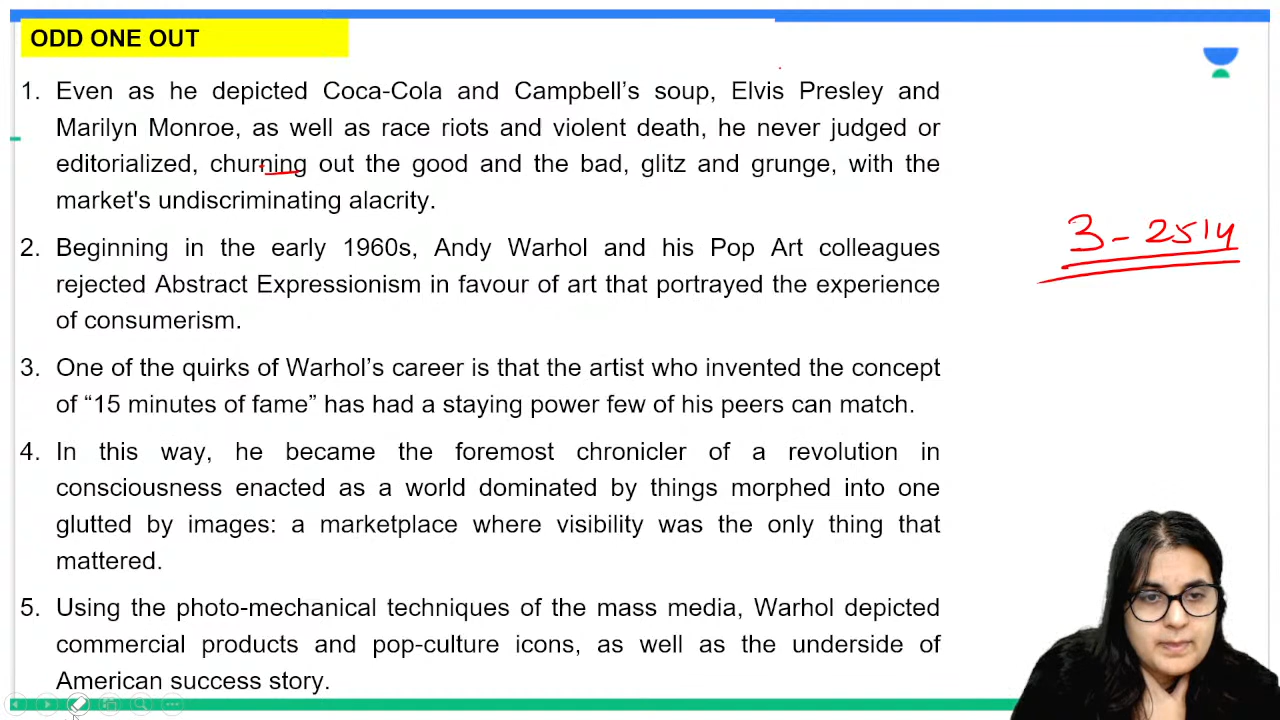 ODD ONE OUT
1. Even as he depicted Coca-Cola and Campbell’s soup, Elvis Presley and
Marilyn Monroe, as well as race riots and violent death, he never judged or
editorialized, churning out the good and the bad, glitz and grunge, with the
market's undiscriminating alacrity.
2. Beginning in the early 1960s, Andy Warhol and his Pop Art colleagues
rejected Abstract Expressionism in favour of art that portrayed the experience
of consumerism.
3. One of the quirks of Warhol’s career is that the artist who invented the concept
of “15 minutes of fame” has had a staying power few of his peers can match.
4. In this way, he became the foremost chronicler of a revolution in
consciousness enacted as a world dominated by things morphed into one
glutted by images: a marketplace where visibility was the only thing that
mattered.
5. Using the photo-mechanical techniques of the mass media, Warhol depicted
commercial products and pop-culture icons, as well as the underside of
American success story.
3 - 2514